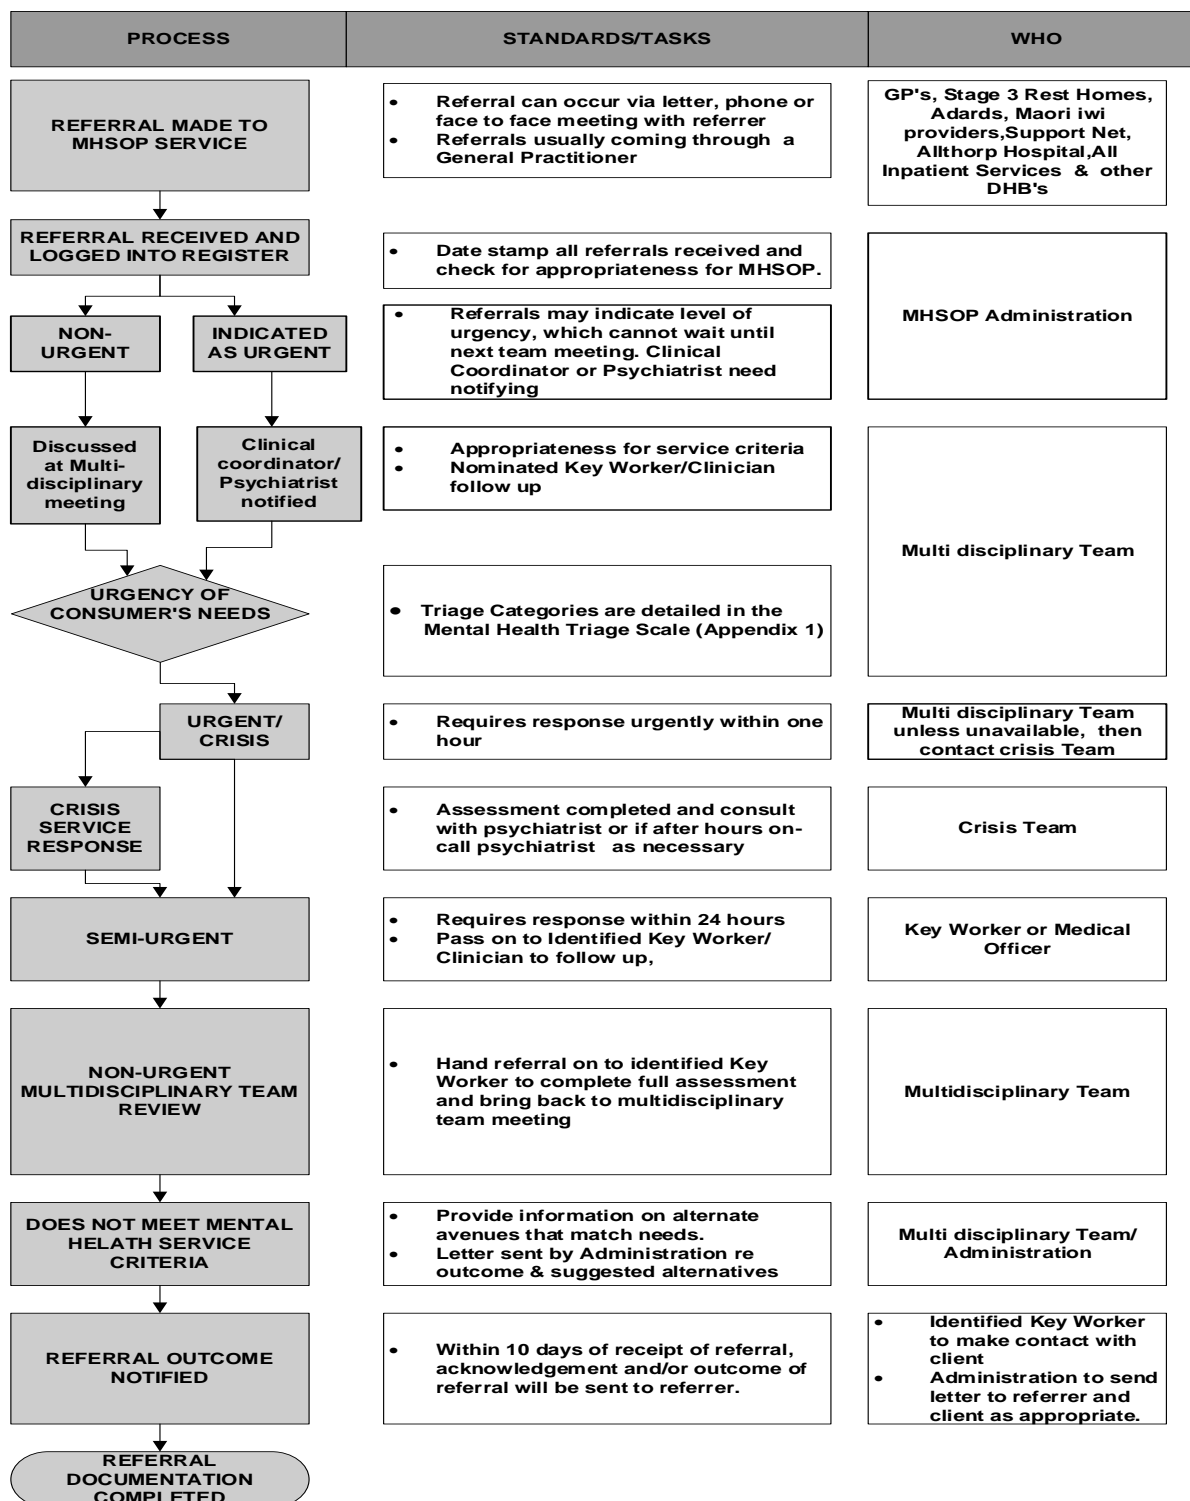 PROCESS
STANDARDS/TASKS
WHO
REFERRAL MADE TO
MHSOP SERVICE
• Referral can occur via letter, phone or
face to face meeting with referrer
• Referrals usually coming through a
General Practitioner
GP's, Stage 3 Rest Homes,
Adards, Maori iwi
providers,Support Net,
Allthorp Hospital,All
Inpatient Services & other
DHB's
REFERRAL RECEIVED AND
LOGGED INTO REGISTER
• Date stamp all referrals received and
check for appropriateness for MHSOP.
MHSOP Administration
NON-
URGENT
INDICATED
AS URGENT
• Referrals may indicate level of
urgency, which cannot wait until
next team meeting. Clinical
Coordinator or Psychiatrist need
notifying
Discussed
at Multi-
disciplinary
meeting
Clinical
coordinator/
Psychiatrist
notified
• Appropriateness for service criteria
• Nominated Key Worker/Clinician
follow up
Multi disciplinary Team
URGENCY OF
CONSUMER'S NEEDS
• Triage Categories are detailed in the
Mental Health Triage Scale (Appendix 1)
URGENT/
CRISIS
• Requires response urgently within one
hour
Multi disciplinary Team
unless unavailable, then
contact crisis Team
CRISIS
SERVICE
RESPONSE
• Assessment completed and consult
with psychiatrist or if after hours on-
call psychiatrist as necessary
Crisis Team
SEMI-URGENT
• Requires response within 24 hours
• Pass on to Identified Key Worker/
Clinician to follow up,
Key Worker or Medical
Officer
NON-URGENT
MULTIDISCIPLINARY TEAM
REVIEW
• Hand referral on to identified Key
Worker to complete full assessment
and bring back to multidisciplinary
team meeting
Multidisciplinary Team
DOES NOT MEET MENTAL
HELATH SERVICE
CRITERIA
• Provide information on alternate
avenues that match needs.
• Letter sent by Administration re
outcome & suggested alternatives
Multi disciplinary Team/
Administration
REFERRAL OUTCOME
NOTIFIED
• Within 10 days of receipt of referral,
acknowledgement and/or outcome of
referral will be sent to referrer.
• Identified Key Worker
to make contact with
client
• Administration to send
letter to referrer and
client as appropriate.
REFERRAL
DOCUMENTATION
COMPLETED